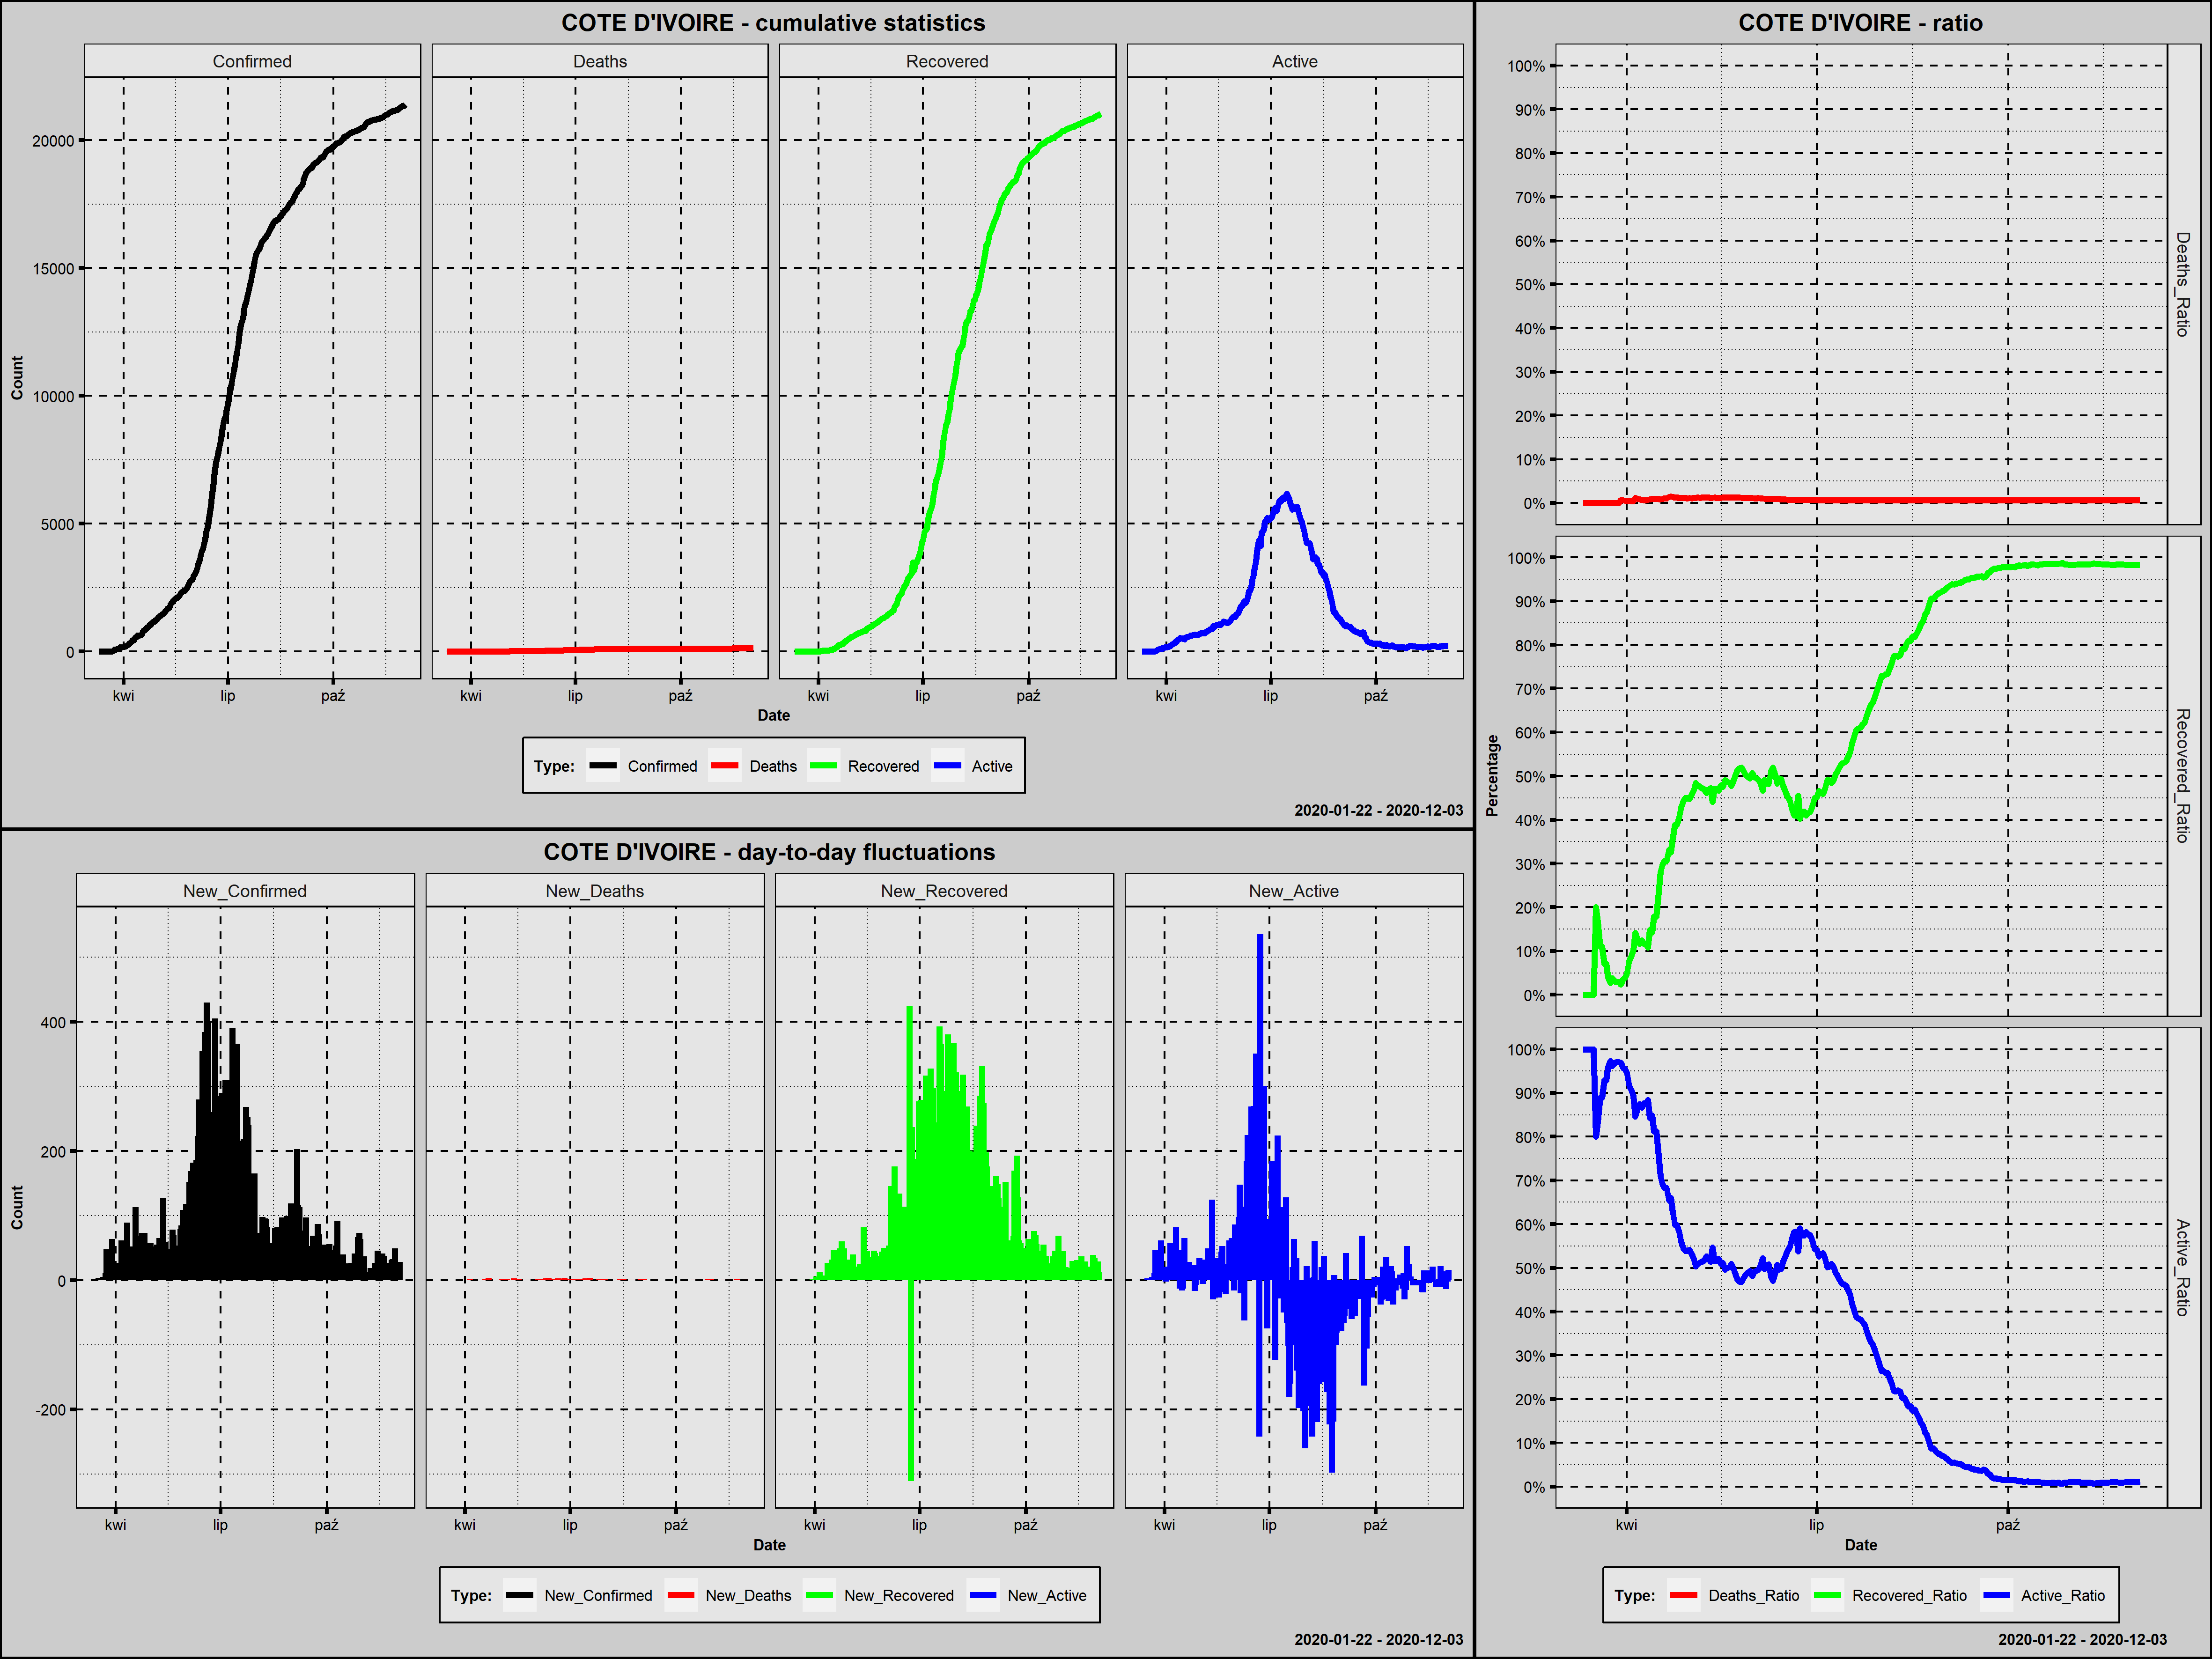 COTE D'IVOIRE - cumulative statistics
Confirmed Deaths Recovered Active
Count
20000
15000
10000
5000
0
kwi lip paź kwi lip paź kwi lip paź kwi lip paź
Date
Type: Confirmed Deaths Recovered Active
2020-01-22 - 2020-12-03
COTE D'IVOIRE - day-to-day fluctuations
New_Confirmed New_Deaths New_Recovered New_Active
Count
400
200
0
-200
kwi lip paź kwi lip paź kwi lip paź kwi lip paź
Date
Type: New_Confirmed New_Deaths New_Recovered New_Active
2020-01-22 - 2020-12-03
COTE D'IVOIRE - ratio
Percentage
100%
90%
80%
70%
60%
50%
40%
30%
20%
10%
0%
Deaths_Ratio
100%
90%
80%
70%
60%
50%
40%
30%
20%
10%
0%
Recovered_Ratio
100%
90%
80%
70%
60%
50%
40%
30%
20%
10%
0%
Active_Ratio
kwi lip paź
Date
Type: Deaths_Ratio Recovered_Ratio Active_Ratio
2020-01-22 - 2020-12-03